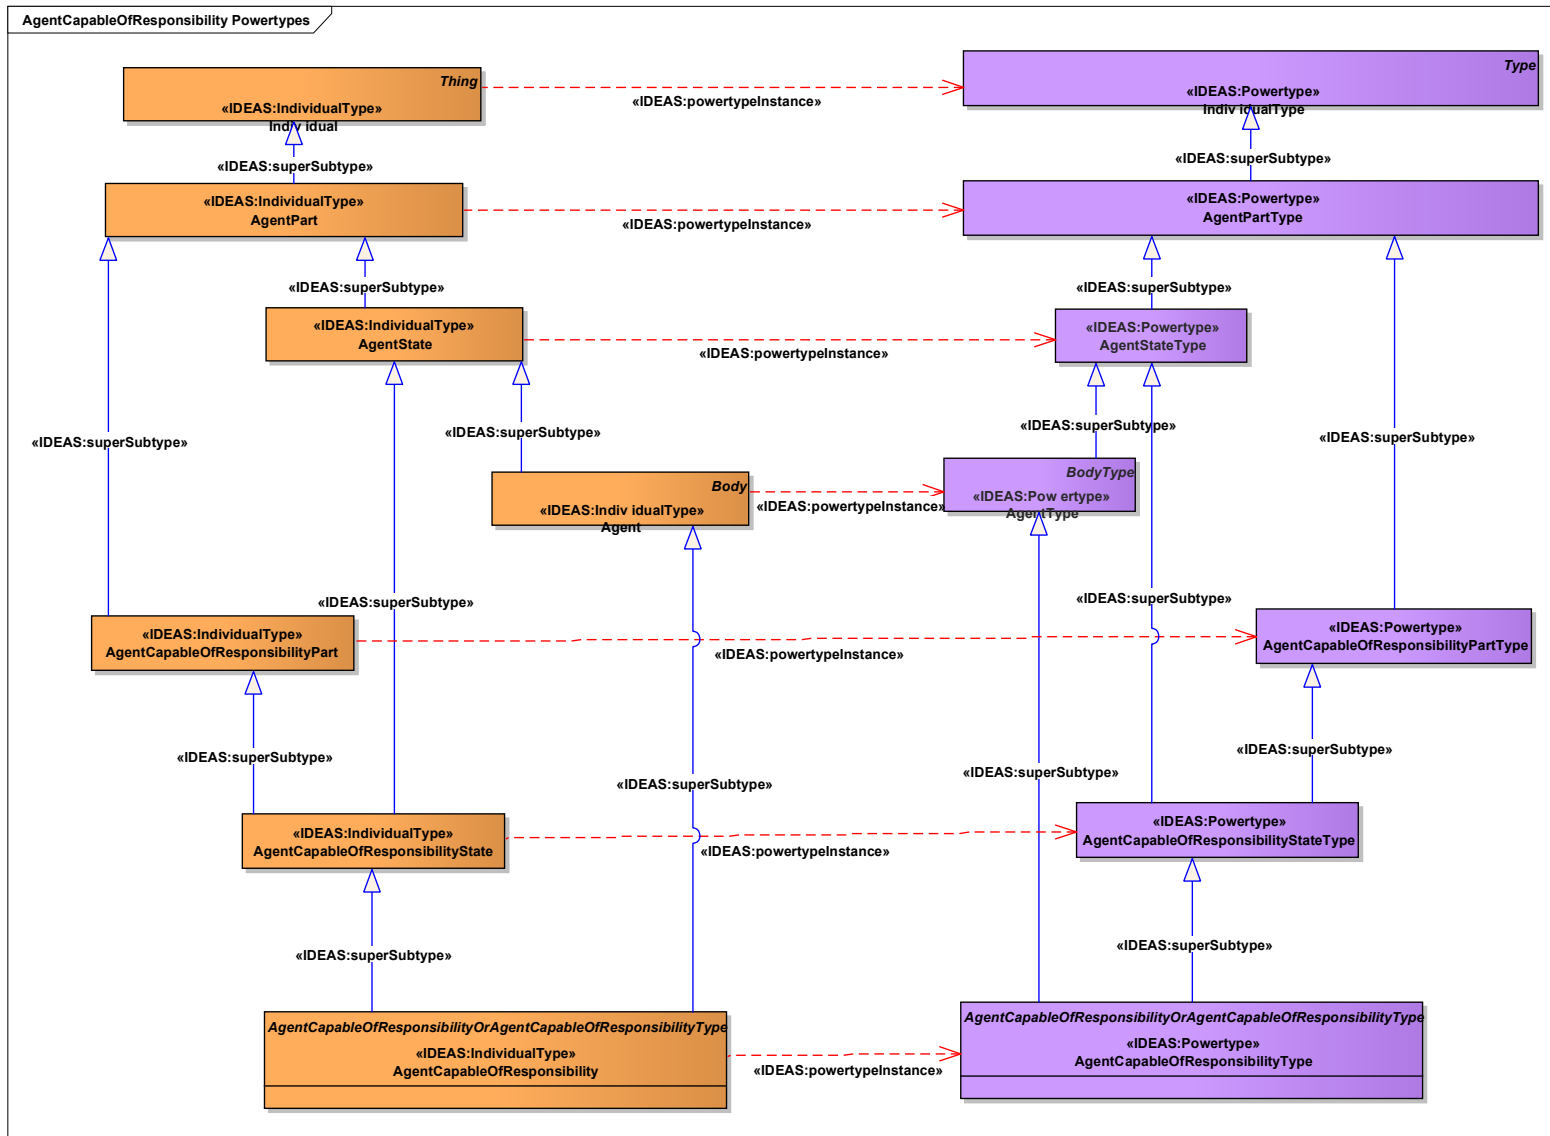 AgentCapableOfResponsibility Powertypes
Thing
«IDEAS:IndividualType»
Indiv idual
«IDEAS:powertypeInstance»
Type
«IDEAS:Powertype»
Indiv idualType
«IDEAS:superSubtype»
«IDEAS:superSubtype»
«IDEAS:IndividualType»
AgentPart
«IDEAS:powertypeInstance»
«IDEAS:Powertype»
AgentPartType
«IDEAS:superSubtype»
«IDEAS:superSubtype»
«IDEAS:IndividualType»
AgentState
«IDEAS:powertypeInstance»
«IDEAS:Powertype»
AgentStateType
«IDEAS:superSubtype»
«IDEAS:superSubtype»
«IDEAS:superSubtype»
«IDEAS:superSubtype»
Body
«IDEAS:Indiv idualType»
Agent
«IDEAS:powertypeInstance»
BodyType
«IDEAS:Pow ertype»
AgentType
«IDEAS:superSubtype»
«IDEAS:superSubtype»
«IDEAS:IndividualType»
AgentCapableOfResponsibilityPart
«IDEAS:powertypeInstance»
«IDEAS:Powertype»
AgentCapableOfResponsibilityPartType
«IDEAS:superSubtype»
«IDEAS:superSubtype»
«IDEAS:superSubtype»
«IDEAS:superSubtype»
«IDEAS:IndividualType»
AgentCapableOfResponsibilityState
«IDEAS:powertypeInstance»
«IDEAS:Powertype»
AgentCapableOfResponsibilityStateType
«IDEAS:superSubtype»
«IDEAS:superSubtype»
AgentCapableOfResponsibilityOrAgentCapableOfResponsibilityType
«IDEAS:IndividualType»
AgentCapableOfResponsibility
«IDEAS:powertypeInstance»
AgentCapableOfResponsibilityOrAgentCapableOfResponsibilityType
«IDEAS:Powertype»
AgentCapableOfResponsibilityType